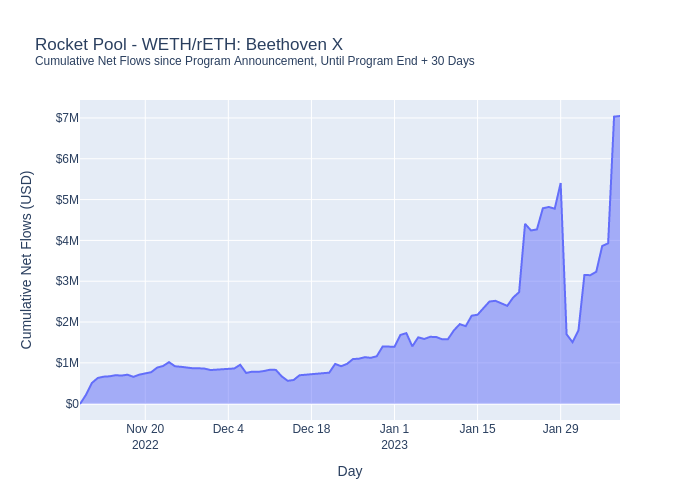 Rocket Pool - WETH/rETH: Beethoven X
Cumulative Net Flows since Program Announcement, Until Program End + 30 Days
Cumulative Net Flows (USD)
$7M
$6M
$5M
$4M
$3M
$2M
$1M
$0
Nov 20 Dec 4 Dec 18 Jan 1 Jan 15 Jan 29
2022 2023
Day